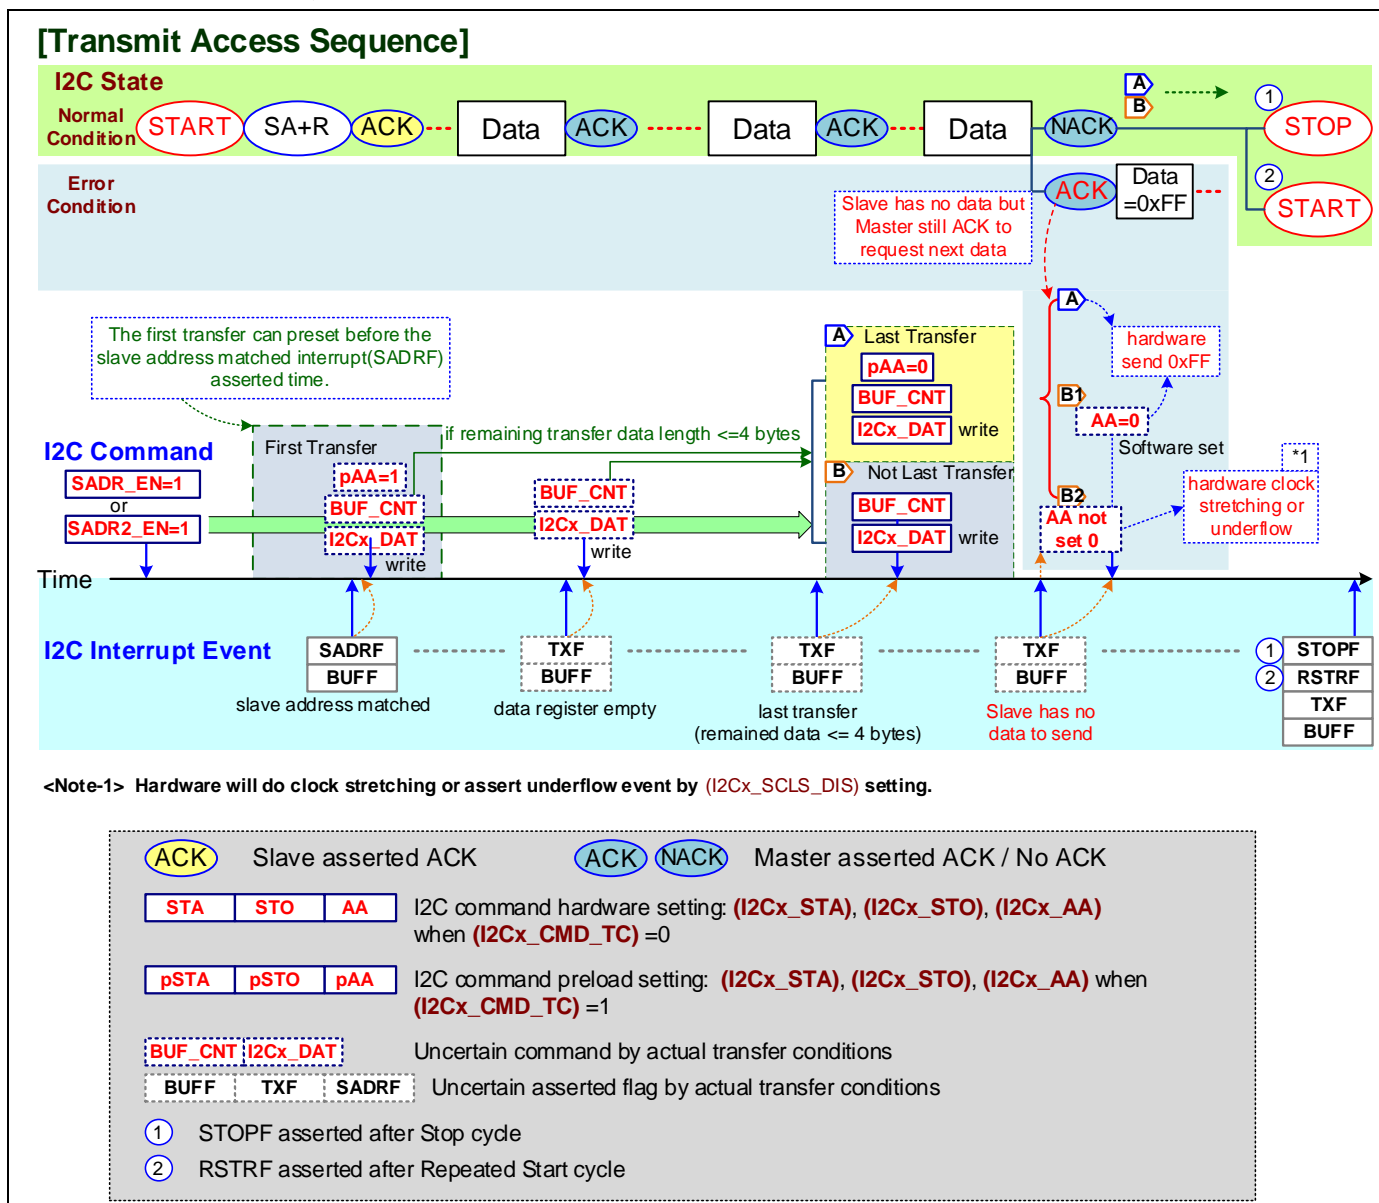 [Transmit Access Sequence]
I2C State
Normal
Condition
START
SA+R
ACK
Data
ACK
Data
ACK
Data
NACK
A
B
1
STOP
Error
Condition
ACK
Data
=0xFF
2
START
Slave has no data but
Master still ACK to
request next data
The first transfer can preset before the
slave address matched interrupt(SADRF)
asserted time.
A
Last Transfer
pAA=0
BUF_CNT
I2Cx_DAT write
B
Not Last Transfer
BUF_CNT
I2Cx_DAT write
A
hardware
send 0xFF
B1
AA=0
Software set
*1
B2
AA not
set 0
hardware clock
stretching or
underflow
I2C Command
SADR_EN=1
or
SADR2_EN=1
First Transfer
pAA=1
BUF_CNT
I2Cx_DAT
write
if remaining transfer data length <=4 bytes
BUF_CNT
I2Cx_DAT
write
Time
I2C Interrupt Event
SADRF
BUFF
slave address matched
TXF
BUFF
data register empty
TXF
BUFF
last transfer
(remained data <= 4 bytes)
TXF
BUFF
Slave has no
data to send
1
STOPF
2
RSTRF
TXF
BUFF
<Note-1> Hardware will do clock stretching or assert underflow event by (I2Cx_SCLS_DIS) setting.
ACK Slave asserted ACK ACK NACK Master asserted ACK / No ACK
STA STO AA I2C command hardware setting: (I2Cx_STA), (I2Cx_STO), (I2Cx_AA)
when (I2Cx_CMD_TC) =0
pSTA pSTO pAA I2C command preload setting: (I2Cx_STA), (I2Cx_STO), (I2Cx_AA) when
(I2Cx_CMD_TC) =1
BUF_CNT I2Cx_DAT Uncertain command by actual transfer conditions
BUFF TXF SADRF Uncertain asserted flag by actual transfer conditions
1 STOPF asserted after Stop cycle
2 RSTRF asserted after Repeated Start cycle